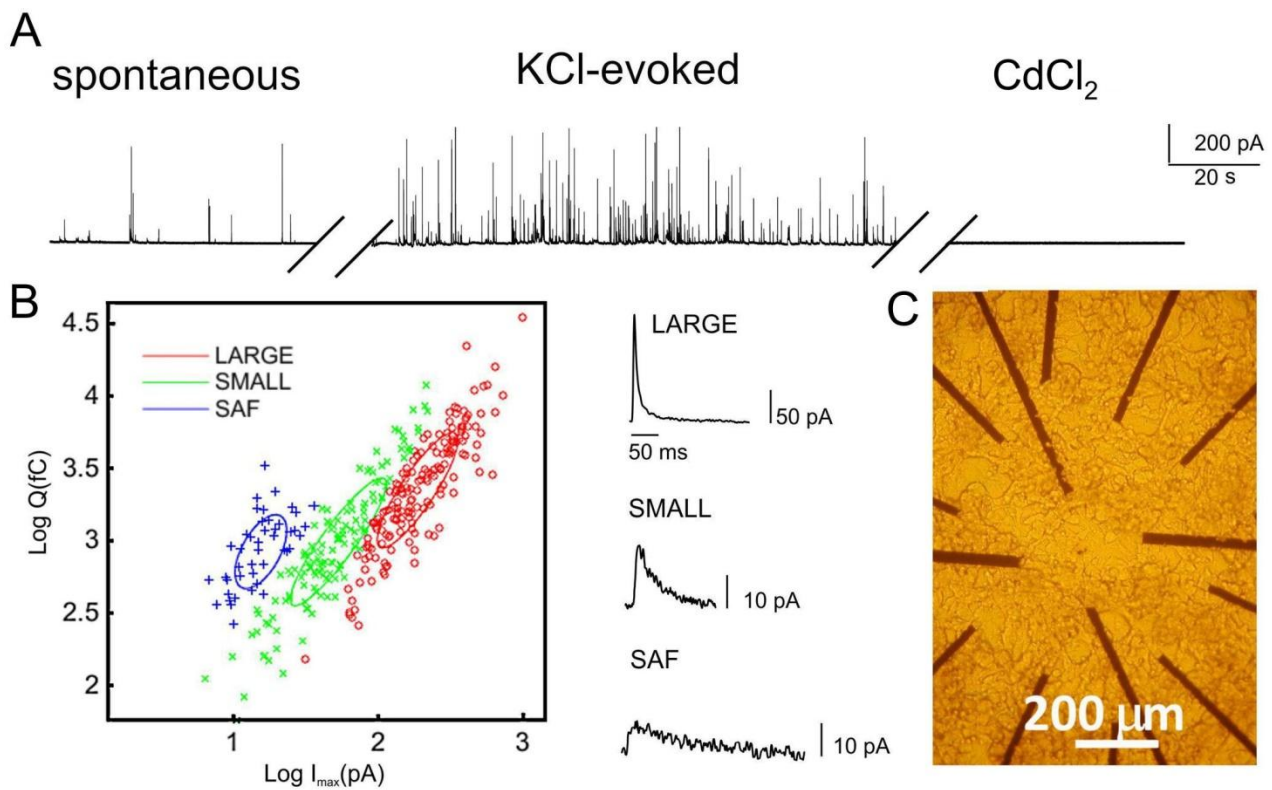 A
spontaneous
KCl-evoked
CdCl₂
200 pA
20 s
B
4.5
4
3.5
3
2.5
2
Log Q(fC)
1
2
3
Log Iₘₐₓ(pA)
LARGE
SMALL
SAF
LARGE
50 pA
50 ms
SMALL
10 pA
SAF
10 pA
C
200 µm